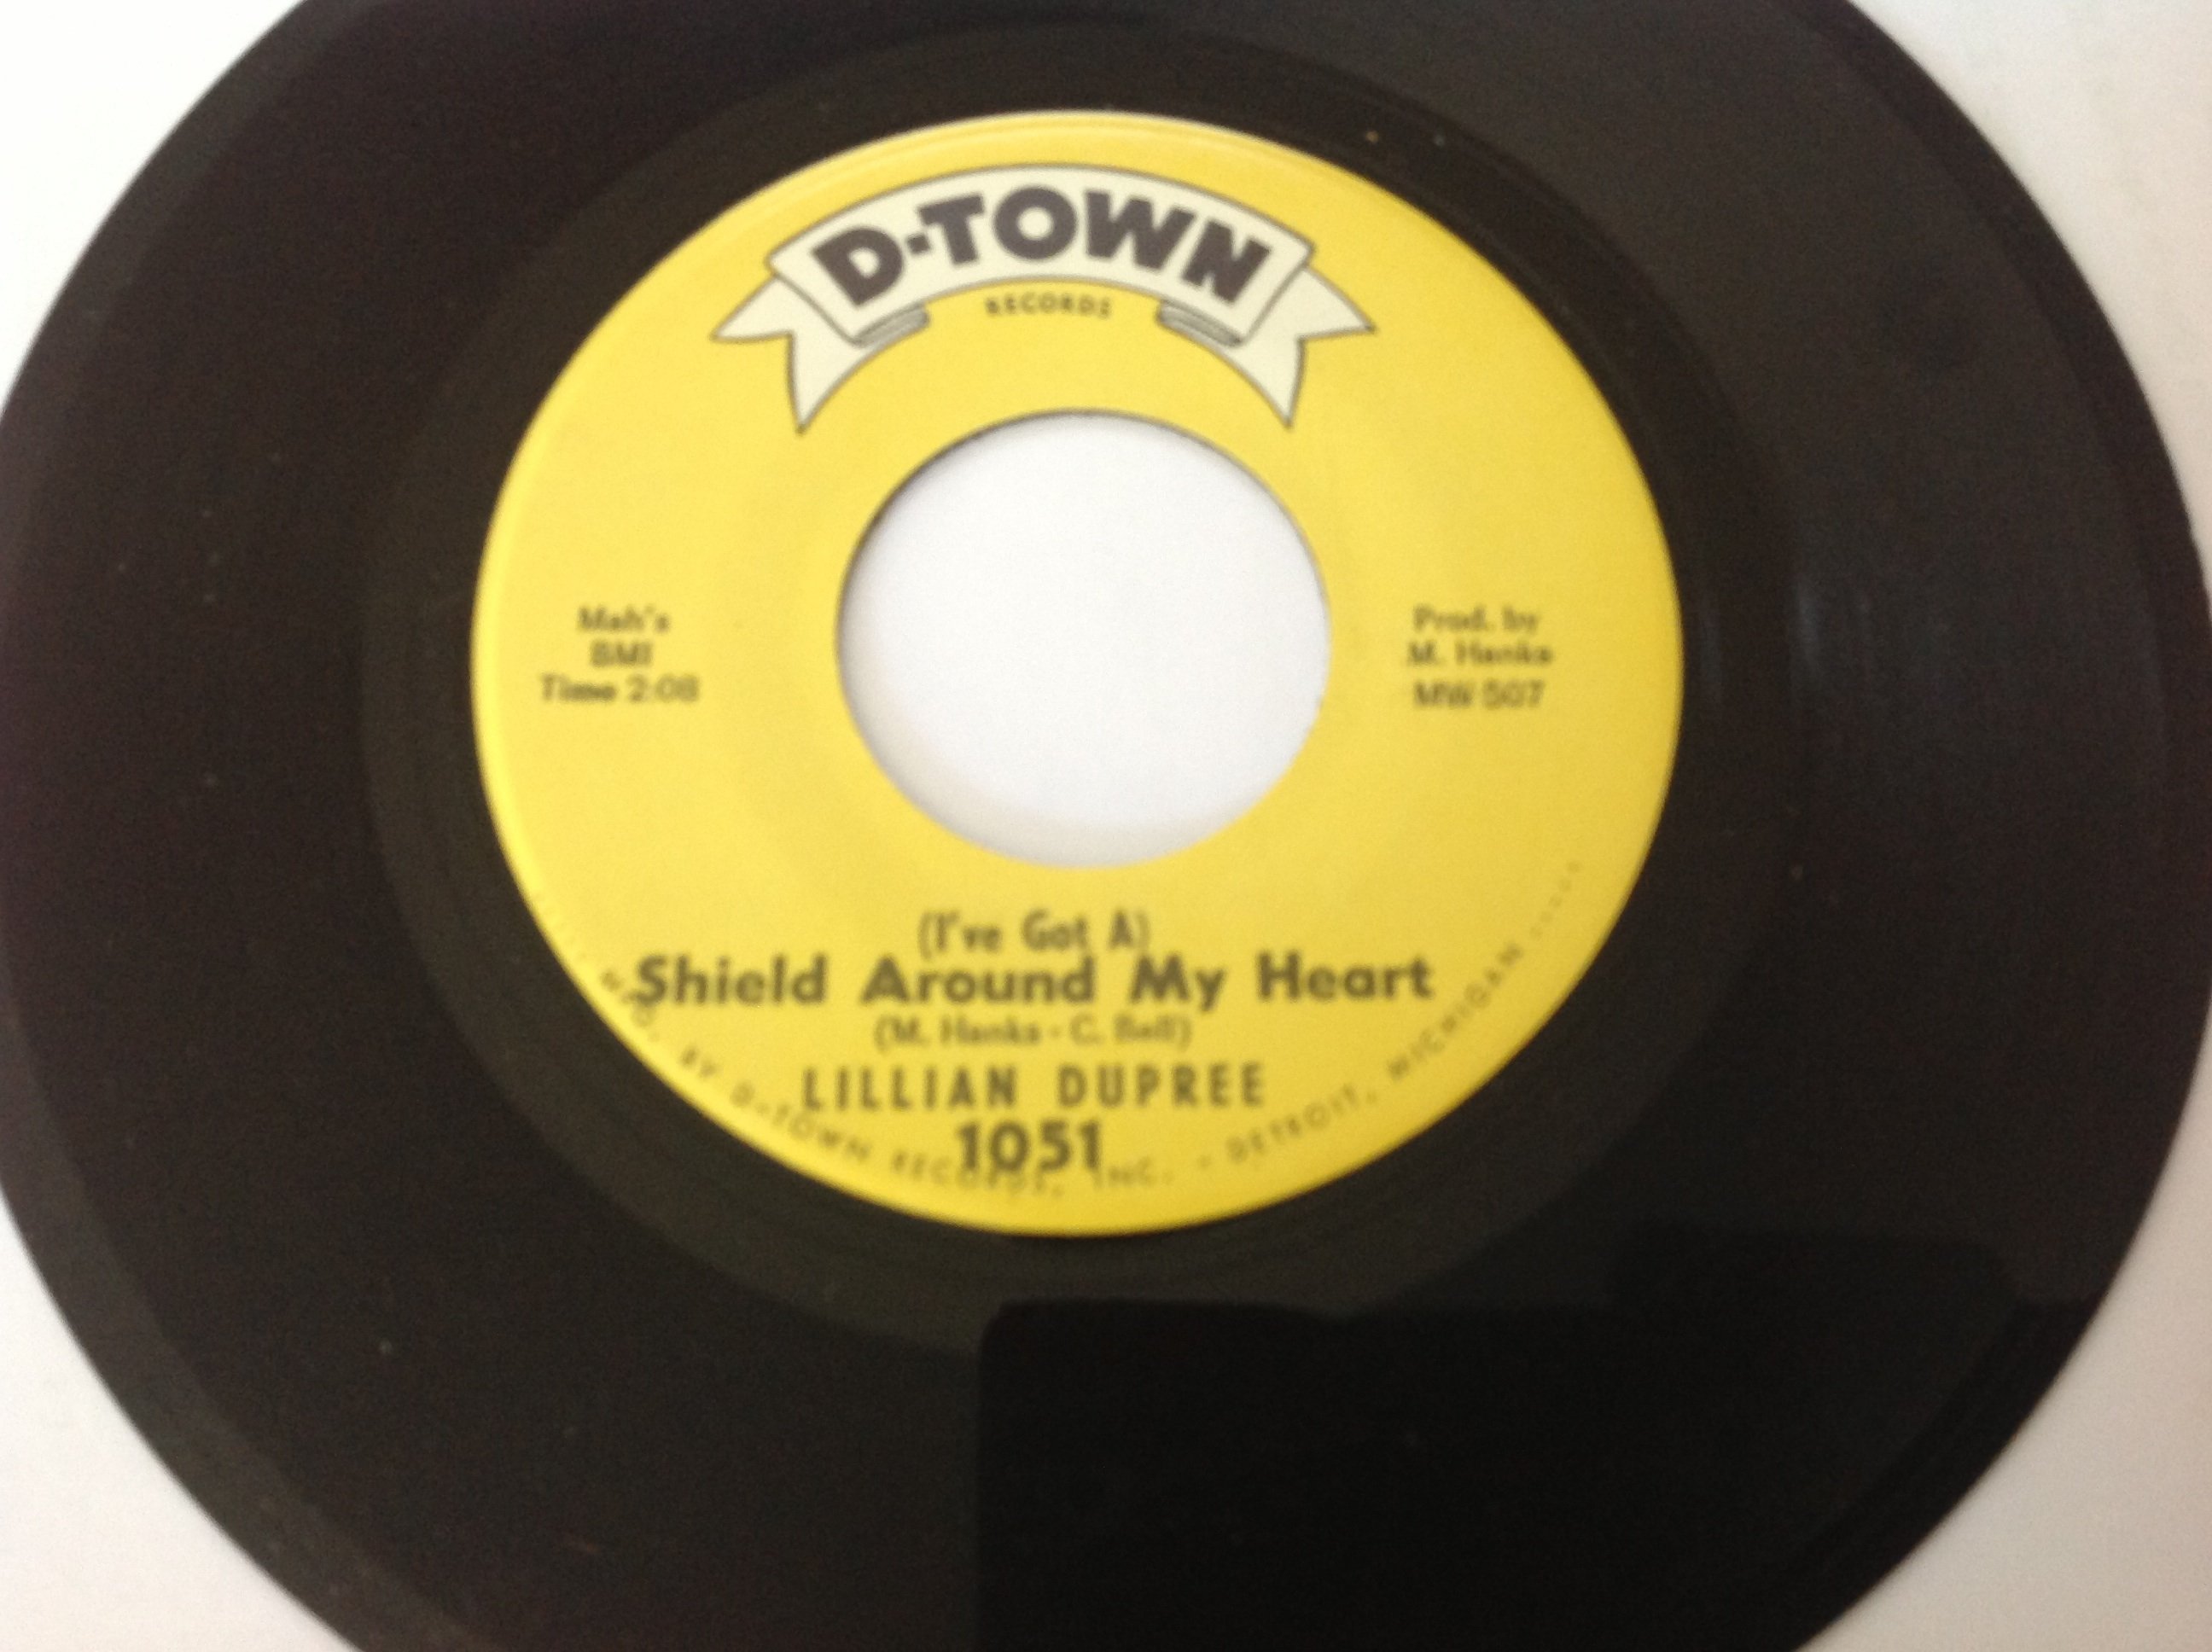 D-TOWN
RECORDS
Mah's
BMI
Time 2:08
Prod. by
M. Hanks
MW 507
(I've Got A)
Shield Around My Heart
(M. Hanks - C. Bell)
LILLIAN DUPREE
1051
MFG. BY D-TOWN RECORDS, INC. - DETROIT, MICHIGAN